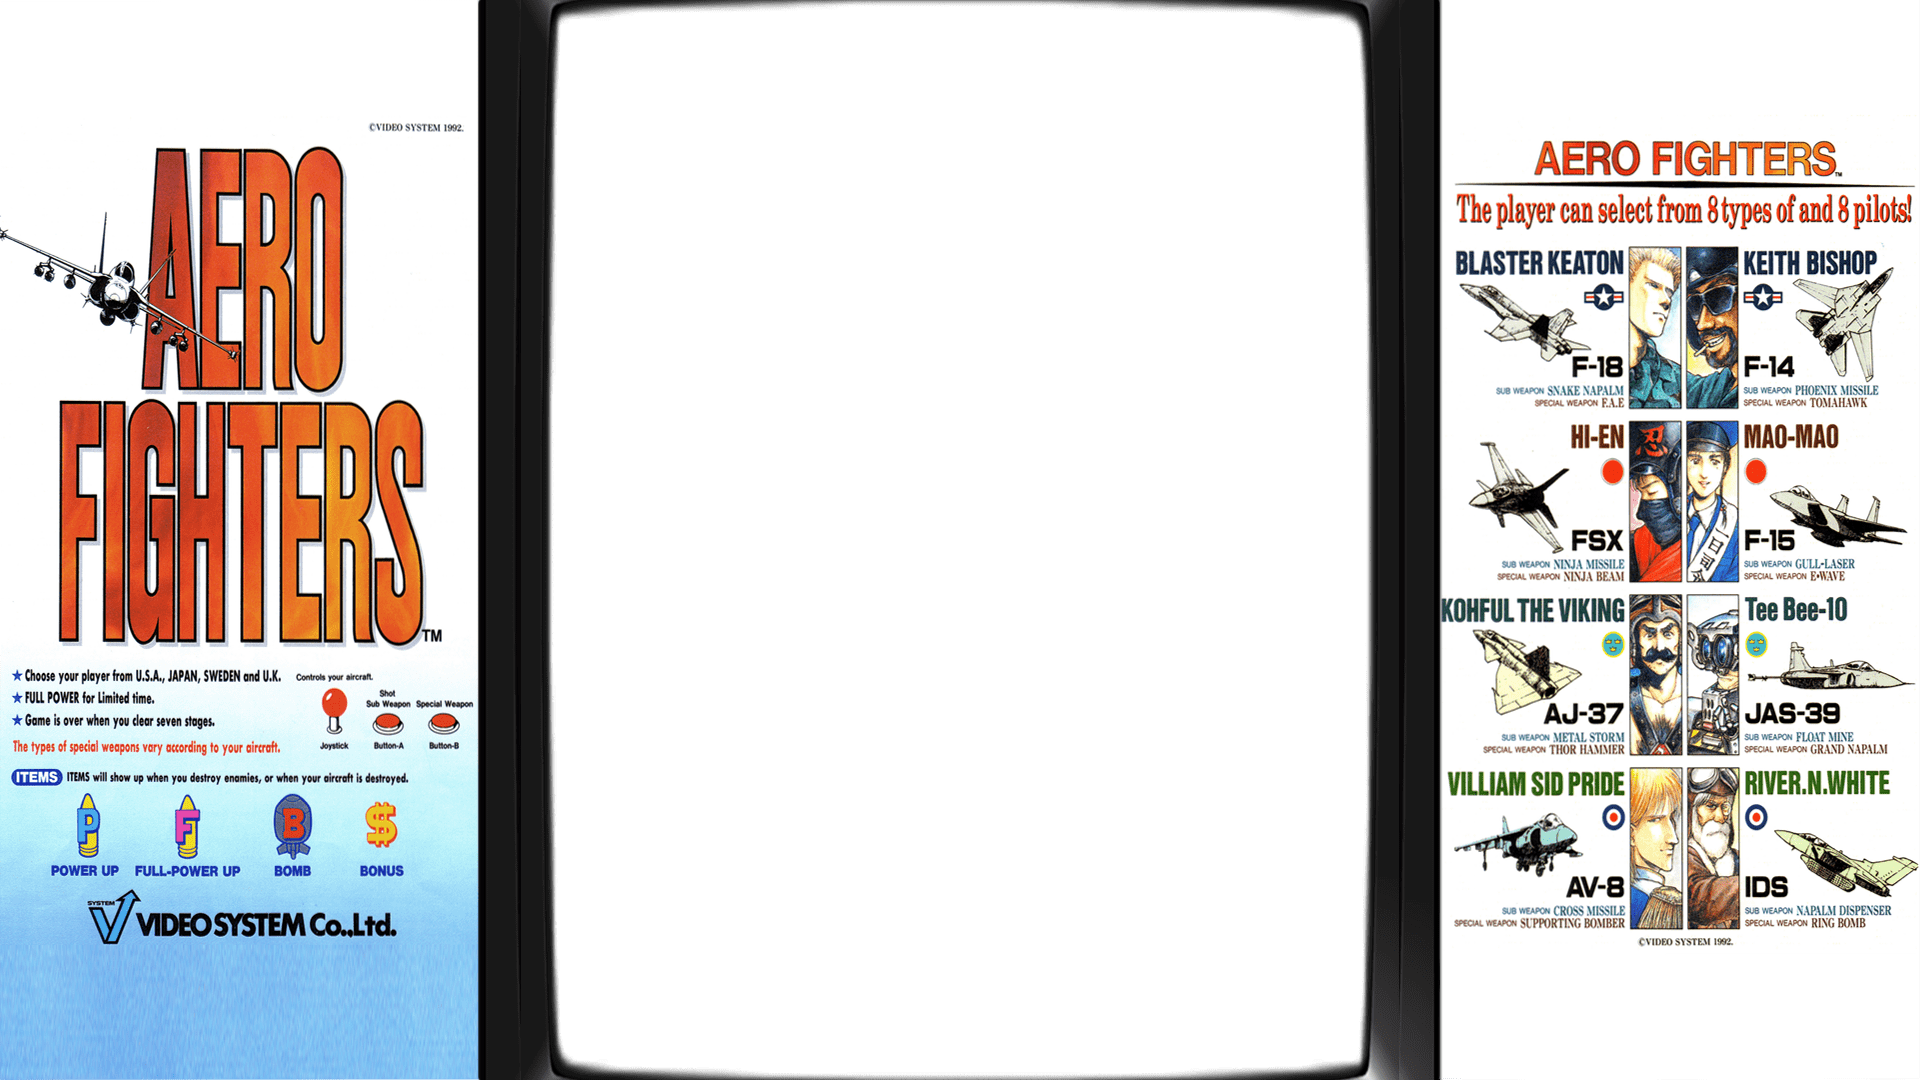 ©VIDEO SYSTEM 1992.
AERO
FIGHTERS™
★ Choose your player from U.S.A., JAPAN, SWEDEN and U.K.
★ FULL POWER for Limited time.
★ Game is over when you clear seven stages.
The types of special weapons vary according to your aircraft.
Controls your aircraft.
Shot
Sub Weapon
Special Weapon
Joystick
Button-A
Button-B
ITEMS ITEMS will show up when you destroy enemies, or when your aircraft is destroyed.
P
F
B
$
POWER UP
FULL-POWER UP
BOMB
BONUS
SYSTEM
V
VIDEO SYSTEM Co.,Ltd.
AERO FIGHTERS™
The player can select from 8 types of and 8 pilots!
BLASTER KEATON
F-18
SUB WEAPON SNAKE NAPALM
SPECIAL WEAPON F.A.E
KEITH BISHOP
F-14
SUB WEAPON PHOENIX MISSILE
SPECIAL WEAPON TOMAHAWK
HI-EN
忍
FSX
SUB WEAPON NINJA MISSILE
SPECIAL WEAPON NINJA BEAM
MAO-MAO
一日司令
F-15
SUB WEAPON GULL-LASER
SPECIAL WEAPON E•WAVE
KOHFUL THE VIKING
AJ-37
SUB WEAPON METAL STORM
SPECIAL WEAPON THOR HAMMER
Tee Bee-10
JAS-39
SUB WEAPON FLOAT MINE
SPECIAL WEAPON GRAND NAPALM
VILLIAM SID PRIDE
AV-8
SUB WEAPON CROSS MISSILE
SPECIAL WEAPON SUPPORTING BOMBER
RIVER.N.WHITE
IDS
SUB WEAPON NAPALM DISPENSER
SPECIAL WEAPON RING BOMB
©VIDEO SYSTEM 1992.